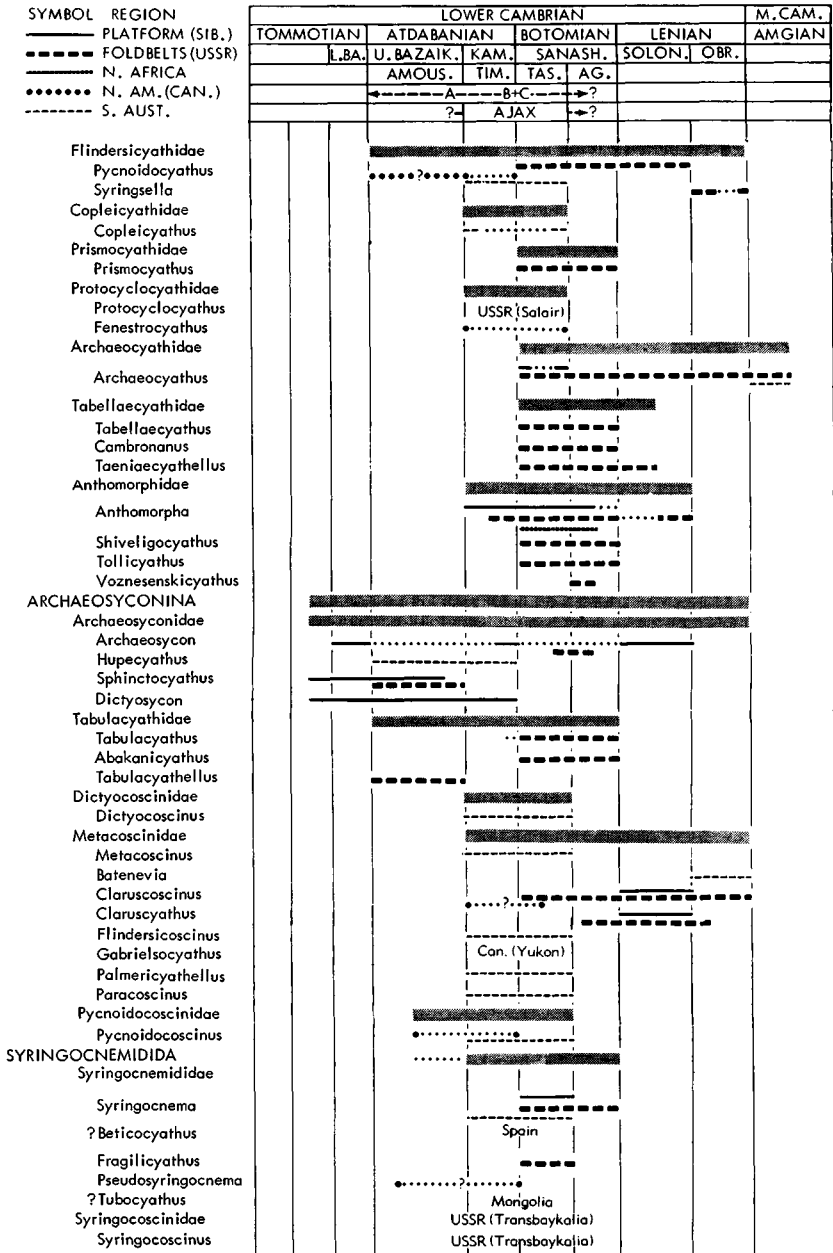 SYMBOL REGION LOWER CAMBRIAN M.CAM.
PLATFORM (SIB.) TOMMOTIAN ATDABANIAN BOTOMIAN LENIAN AMGIAN
FOLDBELTS (USSR) L.BA. U.BAZAIK. KAM. SANASH. SOLON. OBR.
N. AFRICA AMOUS. TIM. TAS. AG.
N. AM.(CAN.) A B+C ?
S. AUST. ? AJAX ?
Flindersicyathidae
Pycnoidocyathus
?
Syringsella
Copleicyathidae
Copleicyathus
Prismocyathidae
Prismocyathus
Protocyclocyathidae
Protocyclocyathus USSR (Salair)
Fenestrocyathus
Archaeocyathidae
Archaeocyathus
Tabellaecyathidae
Tabellaecyathus
Cambronanus
Taeniaecyathellus
Anthomorphidae
Anthomorpha
Shiveligocyathus
Tollicyathus
Voznesenskicyathus
ARCHAEOSYCONINA
Archaeosyconidae
Archaeosycon
Hupecyathus
Sphinctocyathus
Dictyosycon
Tabulacyathidae
Tabulacyathus
Abakanicyathus
Tabulacyathellus
Dictyocoscinidae
Dictyocoscinus
Metacoscinidae
Metacoscinus
Batenevia
Claruscoscinus ?
Claruscyathus
Flindersicoscinus
Gabrielsocyathus Can. (Yukon)
Palmericyathellus
Paracoscinus
Pycnoidocoscinidae
Pycnoidocoscinus
SYRINGOCNEMIDIDA
Syringocnemididae
Syringocnema
?Beticocyathus Spain
Fragilicyathus
Pseudosyringocnema ?
?Tubocyathus Mongolia
Syringocoscinidae USSR (Transbaykalia)
Syringocoscinus USSR (Transbaykalia)